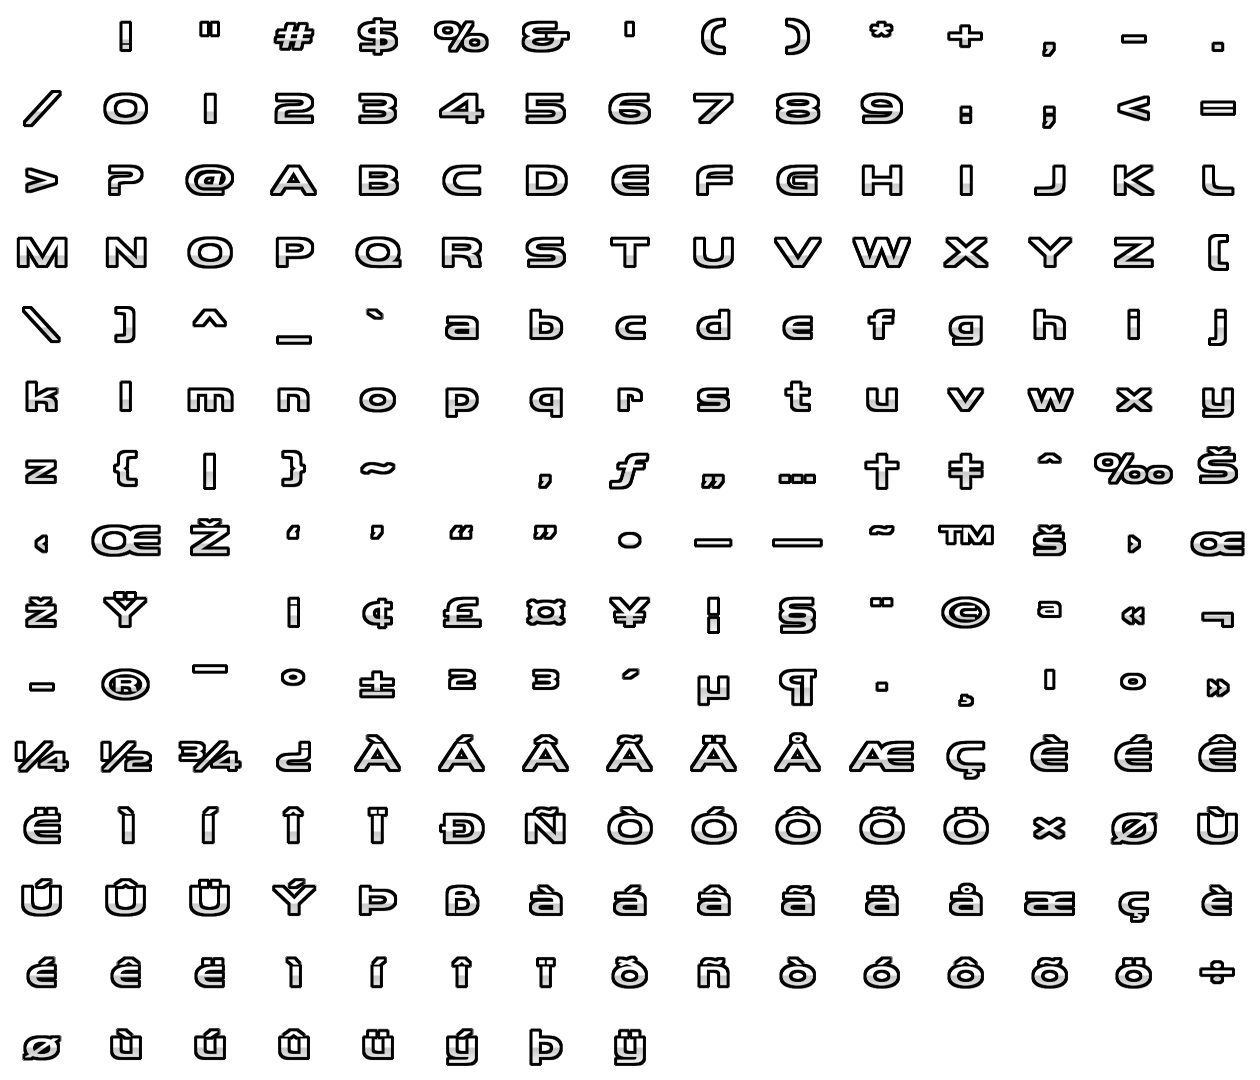 ! " # $ % & ' ( ) * + , - .
/ 0 1 2 3 4 5 6 7 8 9 : ; < =
> ? @ A B C D E F G H I J K L
M N O P Q R S T U V W X Y Z [
\ ] ^ _ ` a b c d e f g h i j
k l m n o p q r s t u v w x y
z { | } ~ ‚ ƒ „ … † ‡ ˆ ‰ Š
‹ Œ Ž ‘ ’ “ ” • – — ˜ ™ š › œ
ž Ÿ ¡ ¢ £ ¤ ¥ ¦ § ¨ © ª « ¬
- ® ¯ ° ± ² ³ ´ µ ¶ · ¸ ¹ º »
¼ ½ ¾ ¿ À Á Â Ã Ä Å Æ Ç È É Ê
Ë Ì Í Î Ï Ð Ñ Ò Ó Ô Õ Ö × Ø Ù
Ú Û Ü Ý Þ ß à á â ã ä å æ ç è
é ê ë ì í î ï ð ñ ò ó ô õ ö ÷
ø ù ú û ü ý þ ÿ